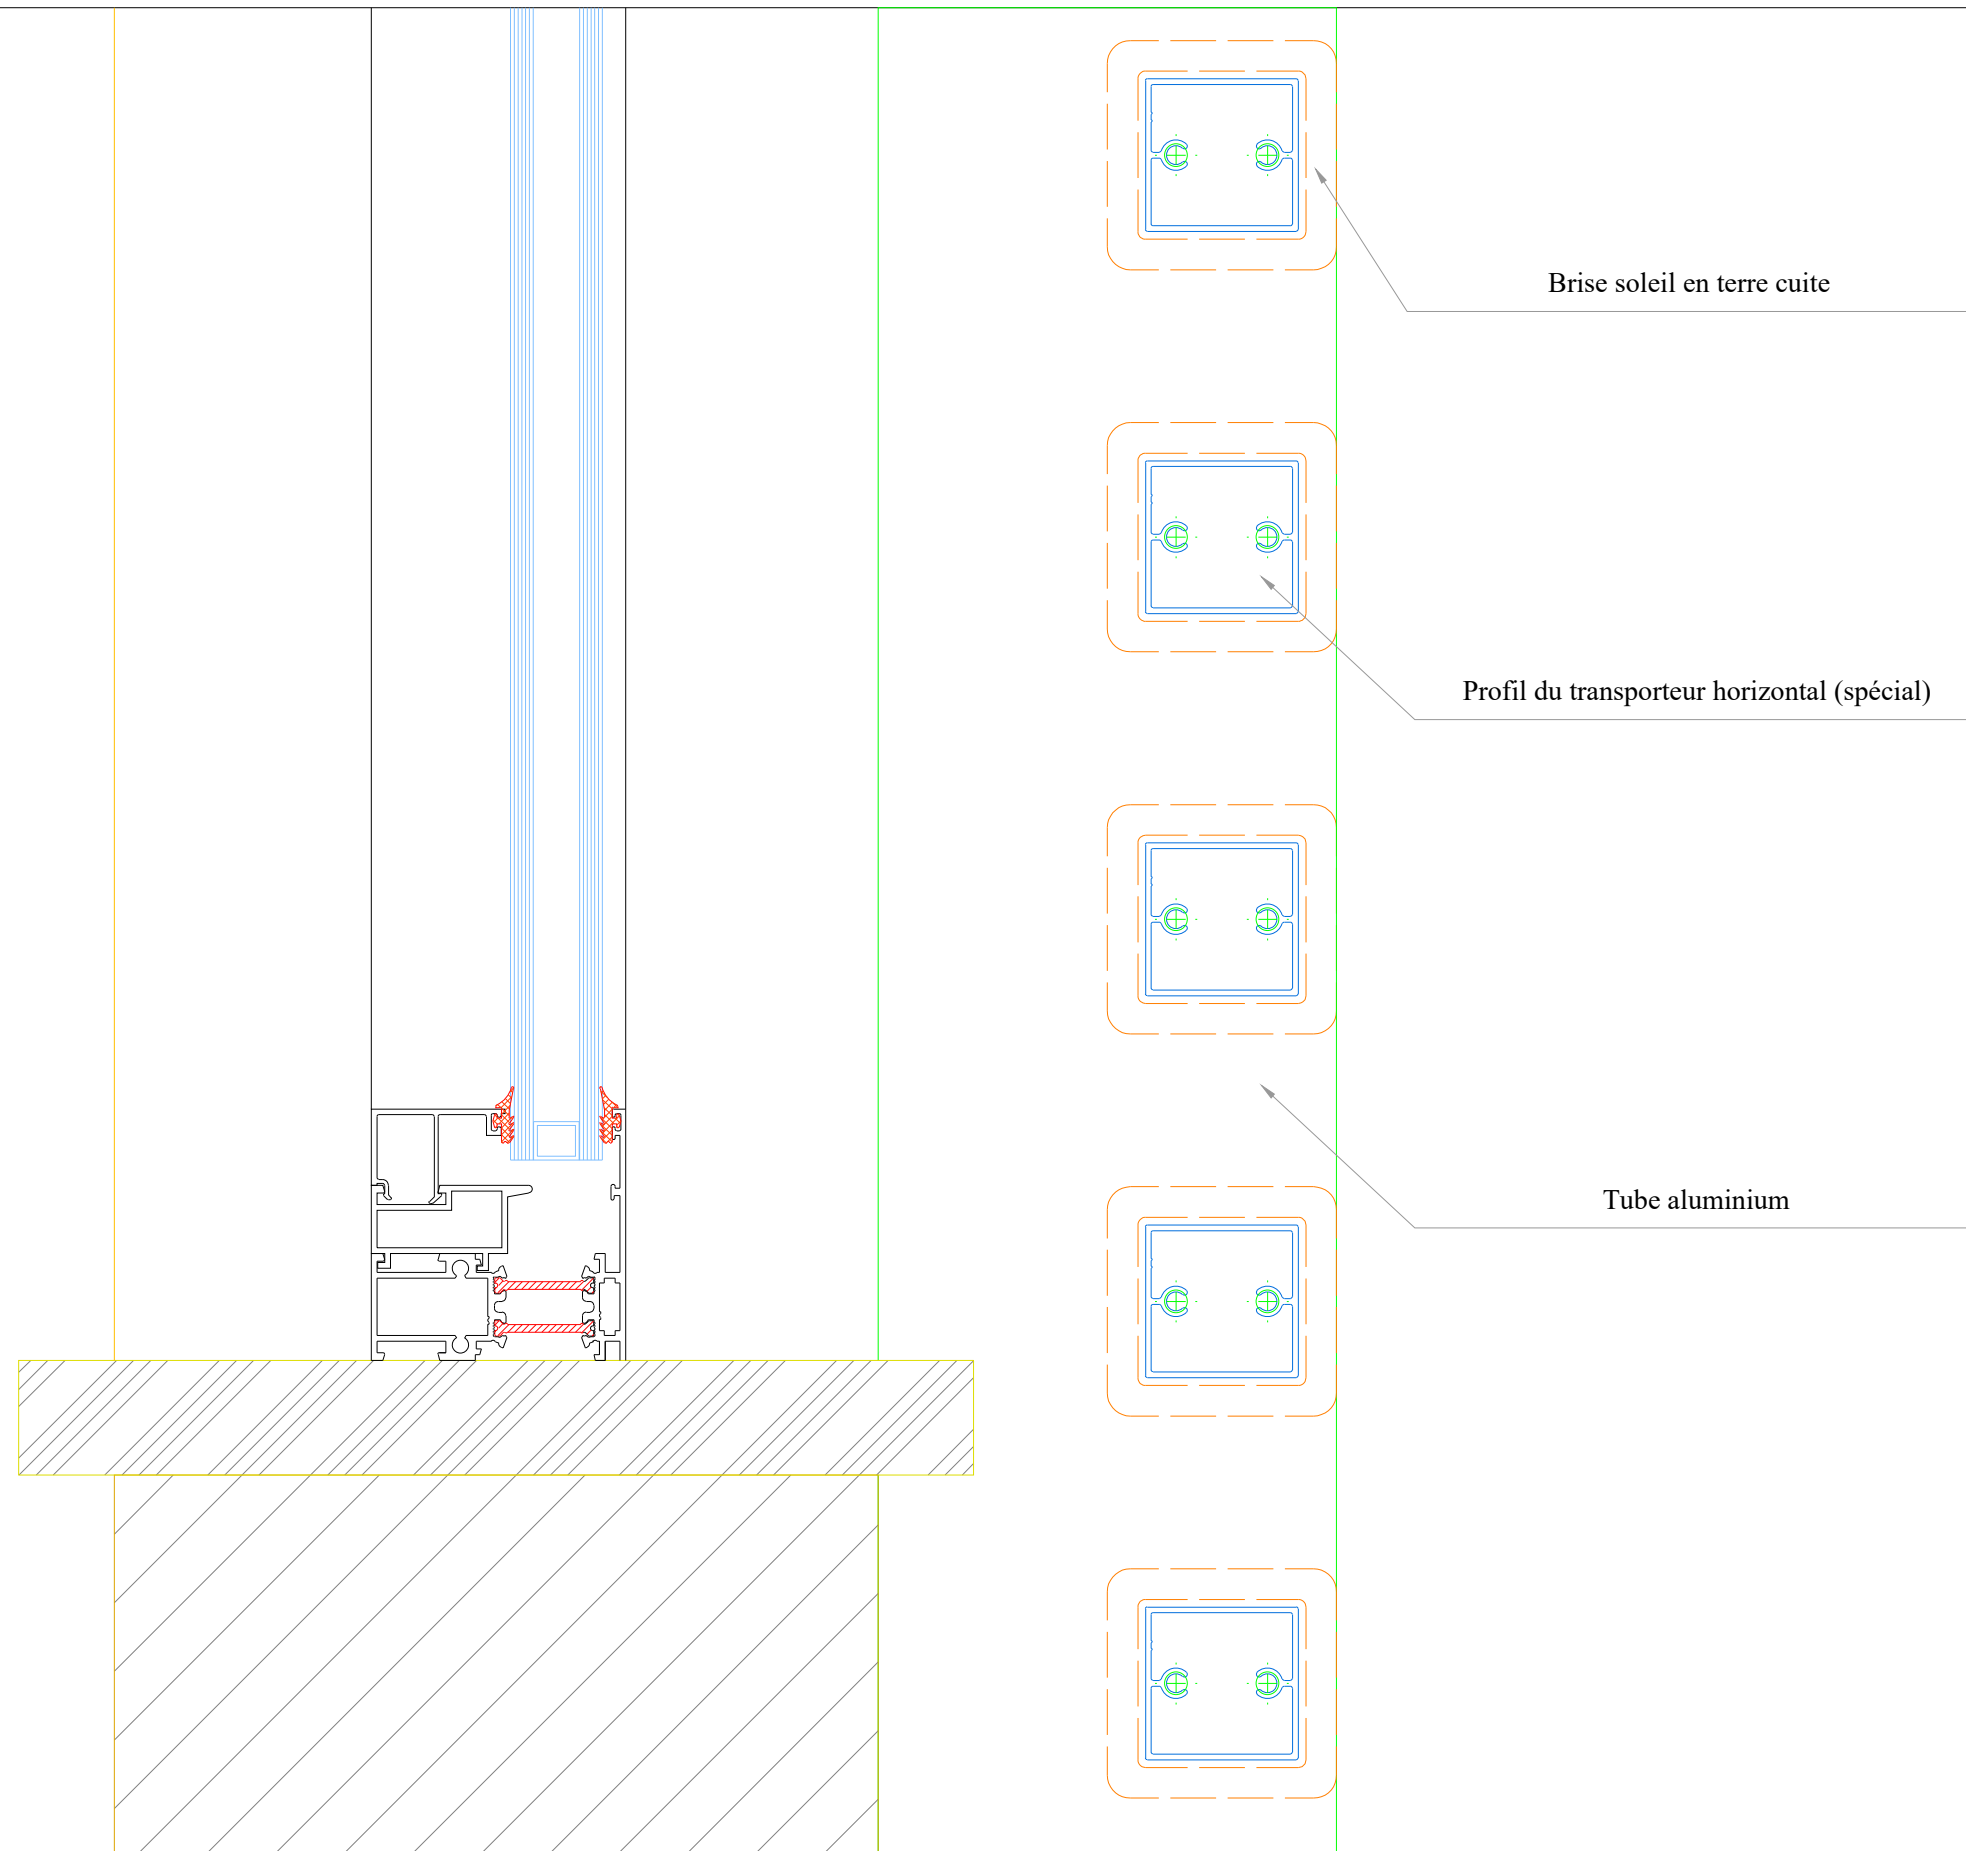 Brise soleil en terre cuite
Profil du transporteur horizontal (spécial)
Tube aluminium